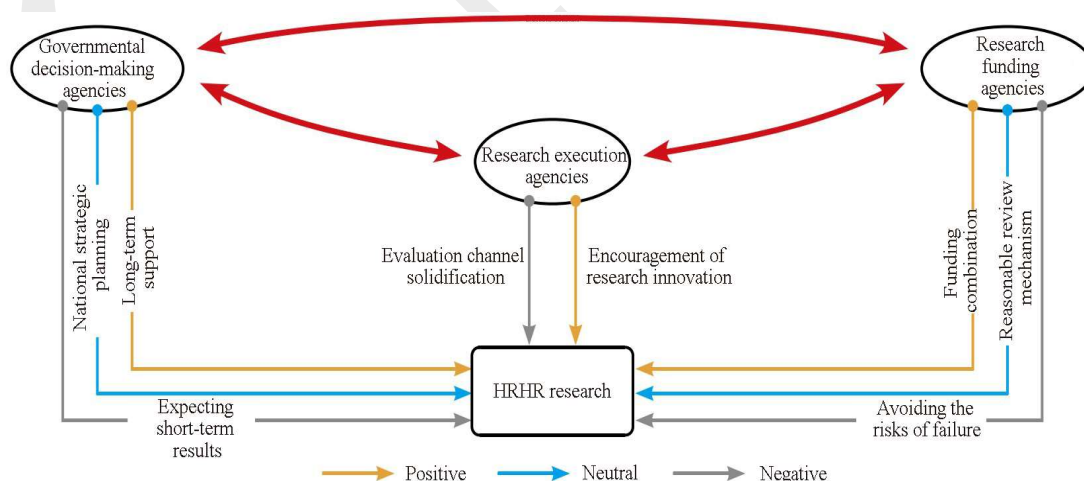 Governmental
decision-making
agencies
Research
funding
agencies
Research execution
agencies
National strategic
planning
Long-term
support
Evaluation channel
solidification
Encouragement of
research innovation
Funding
combination
Reasonable review
mechanism
HRHR research
Expecting
short-term
results
Avoiding the
risks of failure
Positive
Neutral
Negative